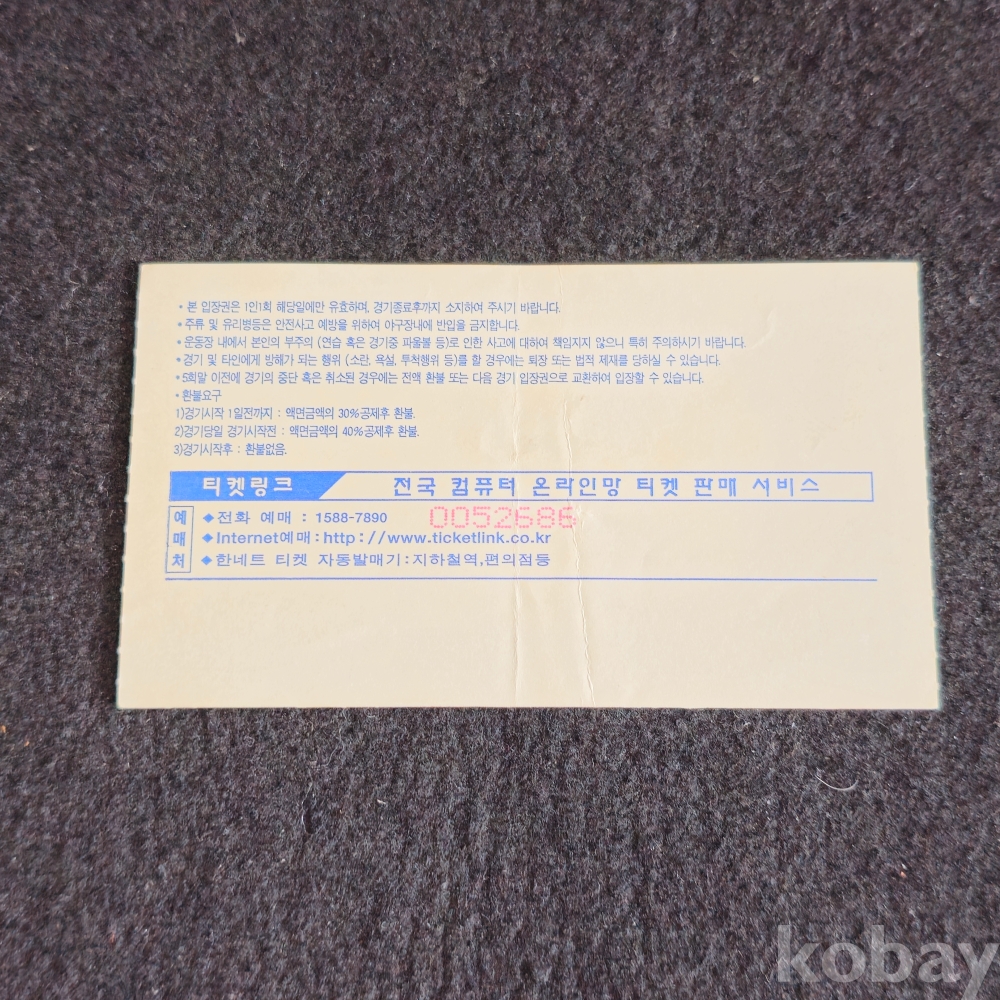 • 본 입장권은 1인1회 해당일에만 유효하며, 경기종료후까지 소지하여 주시기 바랍니다.
• 주류 및 유리병등은 안전사고 예방을 위하여 야구장내에 반입을 금지합니다.
• 운동장 내에서 본인의 부주의 (연습 혹은 경기중 파울볼 등)로 인한 사고에 대하여 책임지지 않으니 특히 주의하시기 바랍니다.
• 경기 및 타인에게 방해가 되는 행위 (소란, 욕설, 투척행위 등)를 할 경우에는 퇴장 또는 법적 제재를 당하실 수 있습니다.
• 5회말 이전에 경기의 중단 혹은 취소된 경우에는 전액 환불 또는 다음 경기 입장권으로 교환하여 입장할 수 있습니다.
• 환불요구
1)경기시작 1일전까지 : 액면금액의 30%공제후 환불.
2)경기당일 경기시작전 : 액면금액의 40%공제후 환불.
3)경기시작후 : 환불없음.
티켓링크 전국 컴퓨터 온라인망 티켓 판매 서비스
예매처
◆전화 예매 : 1588-7890 0052686
◆Internet예매 : http://www.ticketlink.co.kr
◆한네트 티켓 자동발매기 : 지하철역,편의점등
kobay